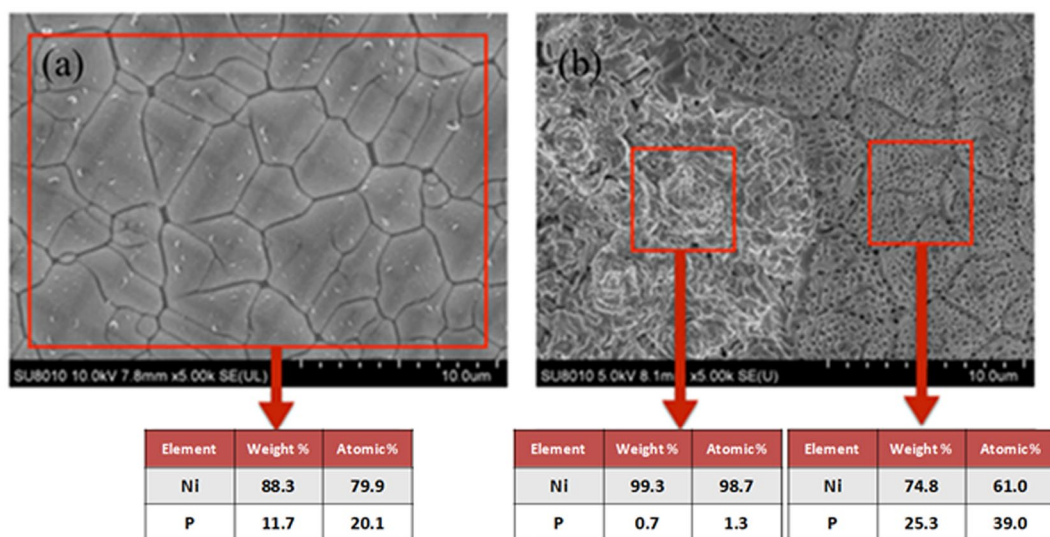 (a)
SU8010 10.0kV 7.8mm x5.00k SE(UL)
10.0um
(b)
SU8010 5.0kV 8.1mm x5.00k SE(U)
10.0um
Element Weight % Atomic%
Ni 88.3 79.9
P 11.7 20.1
Element Weight % Atomic%
Ni 99.3 98.7
P 0.7 1.3
Element Weight % Atomic%
Ni 74.8 61.0
P 25.3 39.0